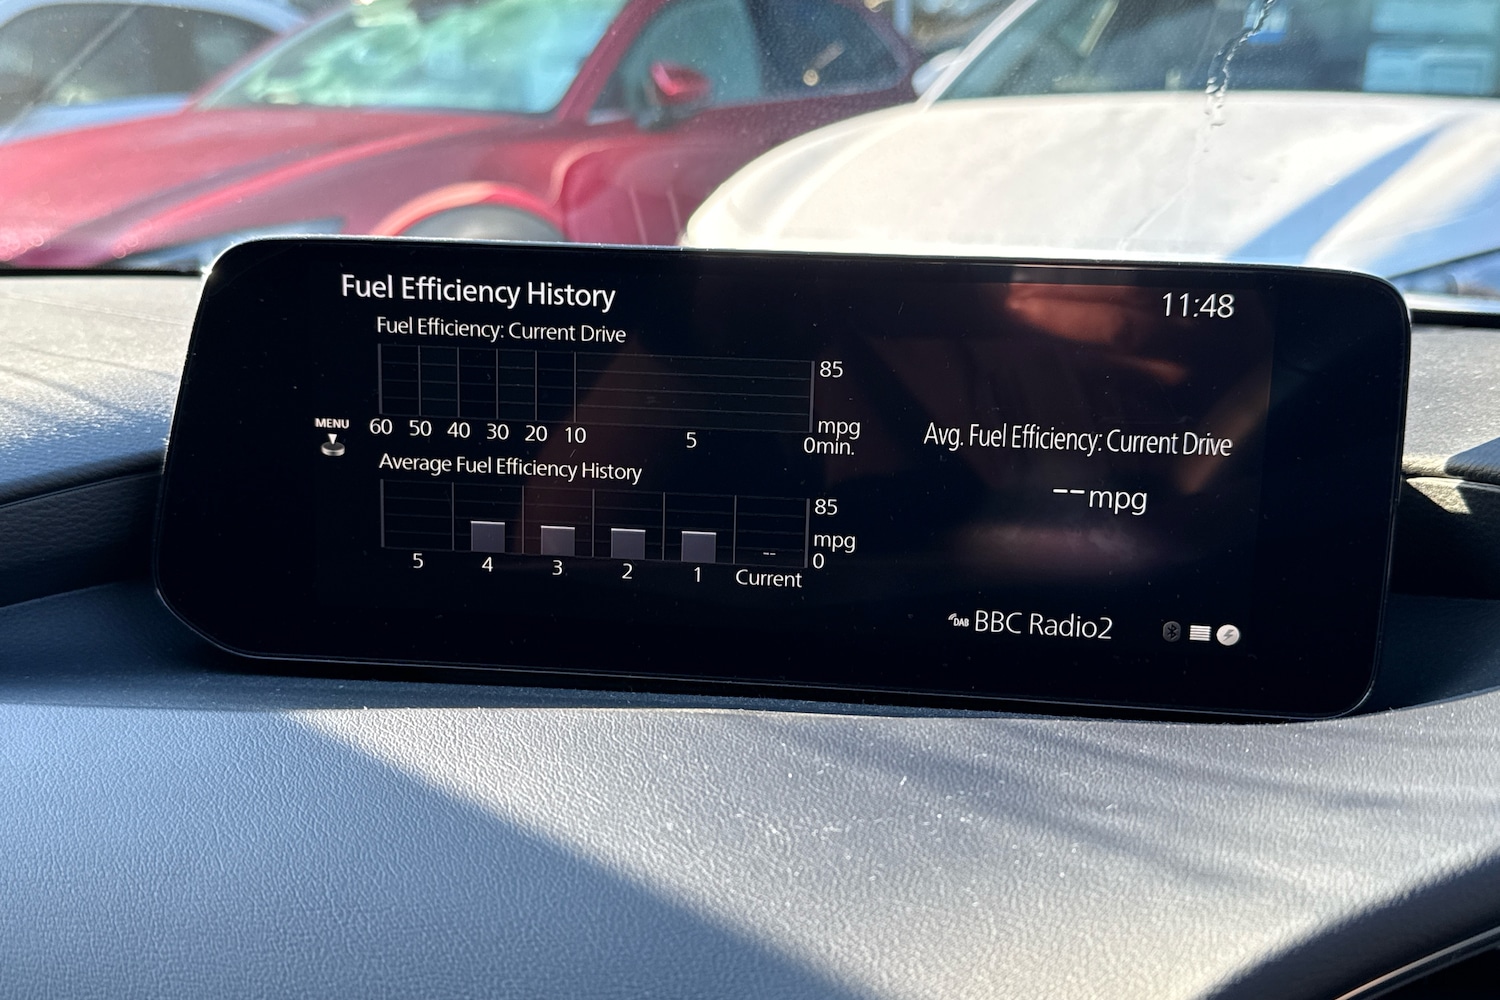 Fuel Efficiency History
11:48
Fuel Efficiency: Current Drive
85
mpg
60 50 40 30 20 10 5 0min.
MENU
Average Fuel Efficiency History
85
mpg
0
5 4 3 2 1 Current
--
Avg. Fuel Efficiency: Current Drive
--mpg
DAB BBC Radio2